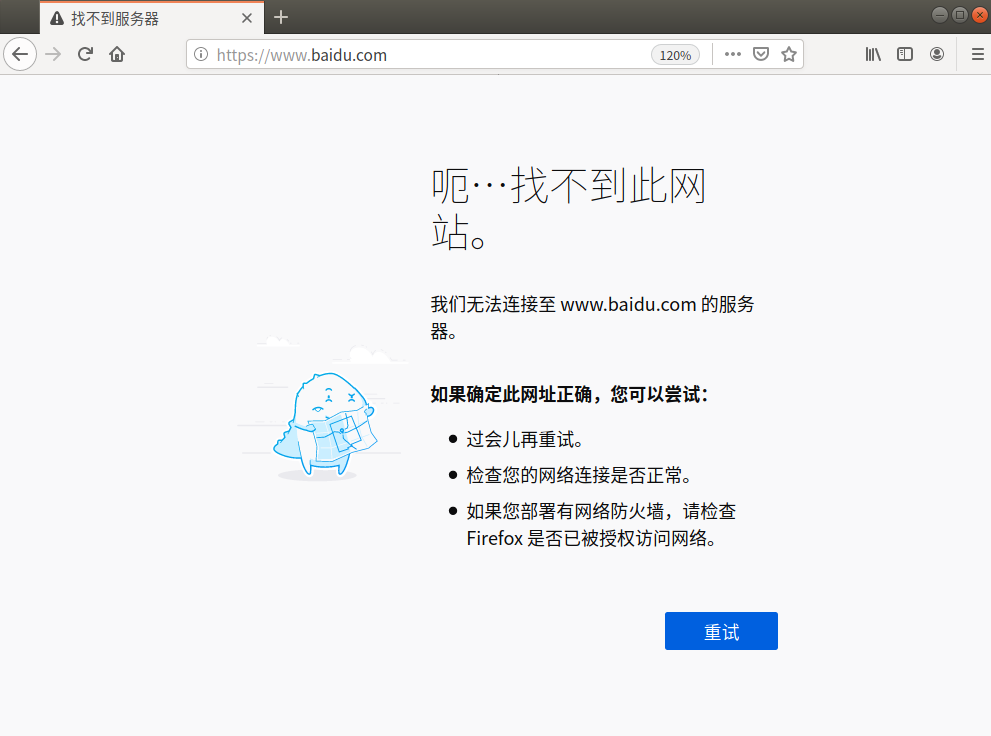 找不到服务器
https://www.baidu.com
120%
呃…找不到此网
站。
我们无法连接至 www.baidu.com 的服务
器。
如果确定此网址正确，您可以尝试：
过会儿再重试。
检查您的网络连接是否正常。
如果您部署有网络防火墙，请检查
Firefox 是否已被授权访问网络。
重试